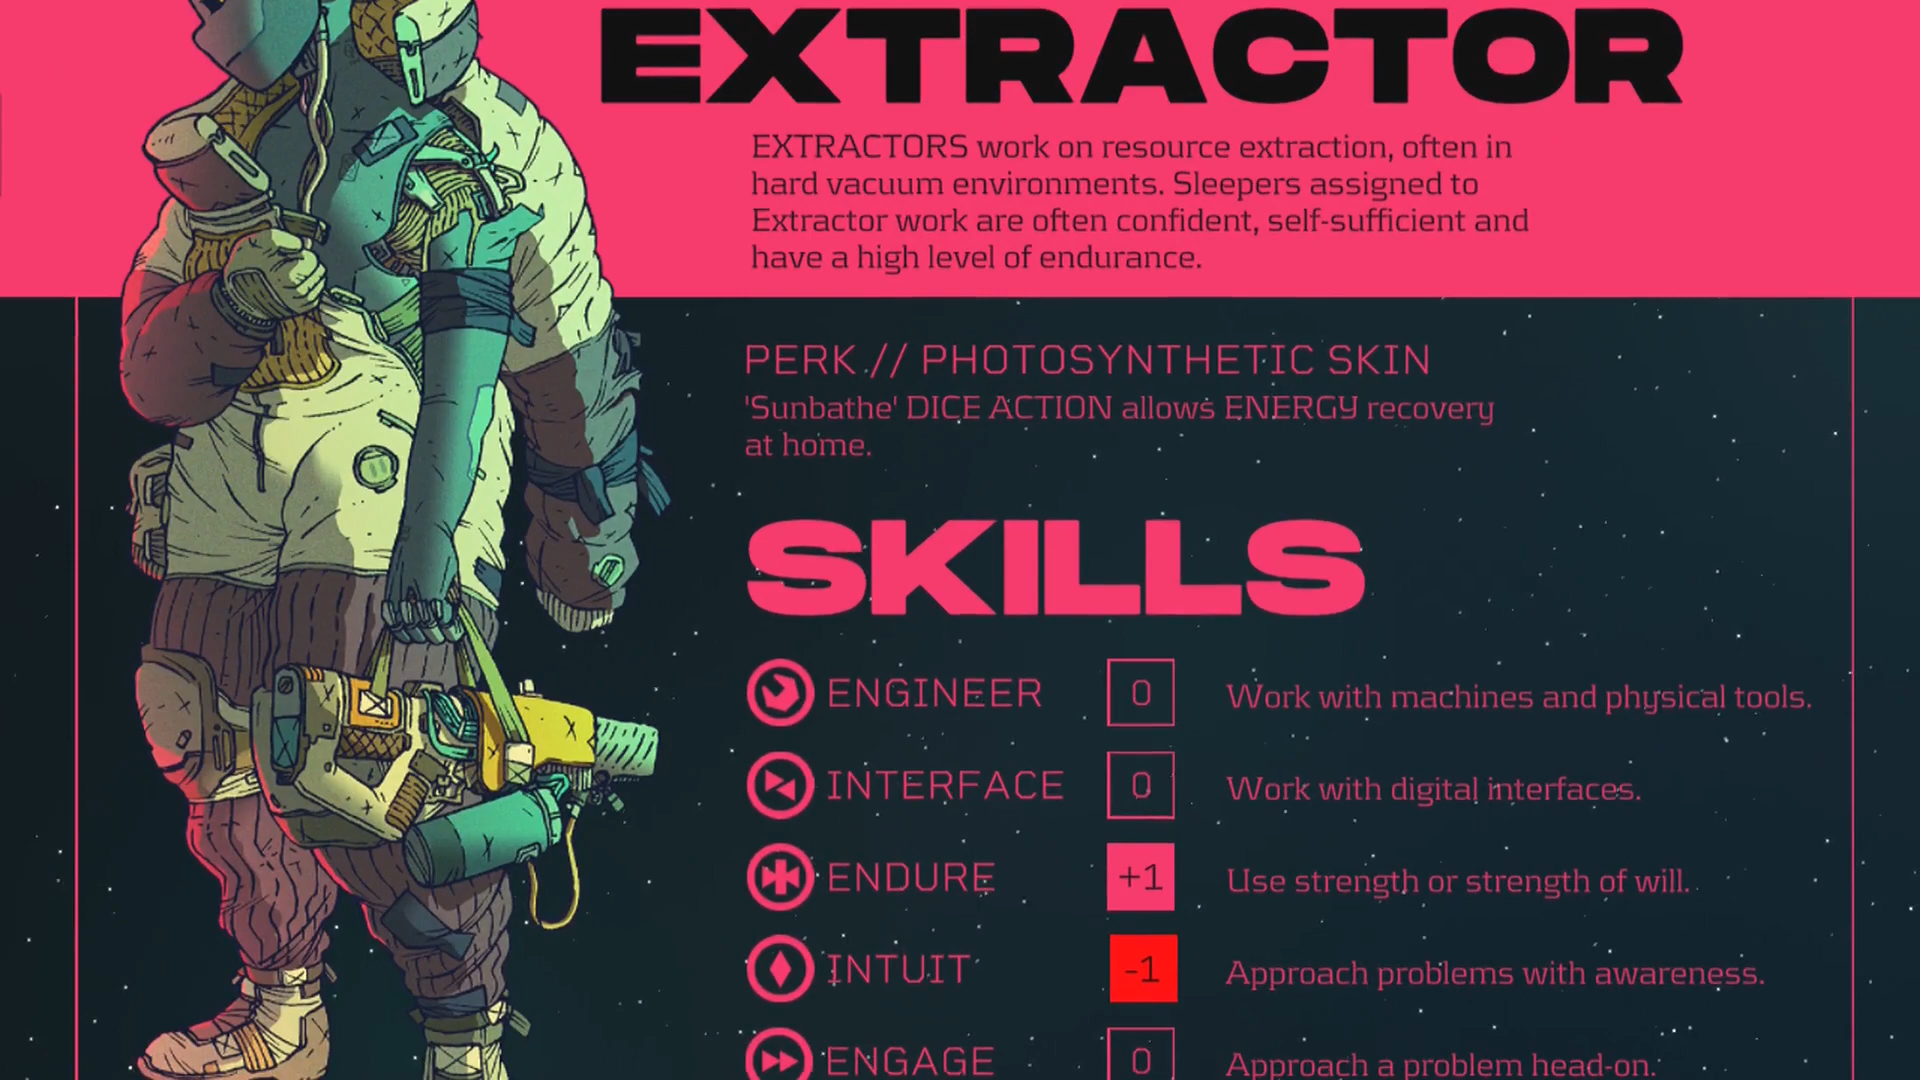 EXTRACTOR
EXTRACTORS work on resource extraction, often in
hard vacuum environments. Sleepers assigned to
Extractor work are often confident, self-sufficient and
have a high level of endurance.
PERK // PHOTOSYNTHETIC SKIN
'Sunbathe' DICE ACTION allows ENERGY recovery
at home.
SKILLS
ENGINEER 0 Work with machines and physical tools.
INTERFACE 0 Work with digital interfaces.
ENDURE +1 Use strength or strength of will.
INTUIT -1 Approach problems with awareness.
ENGAGE 0 Approach a problem head-on.